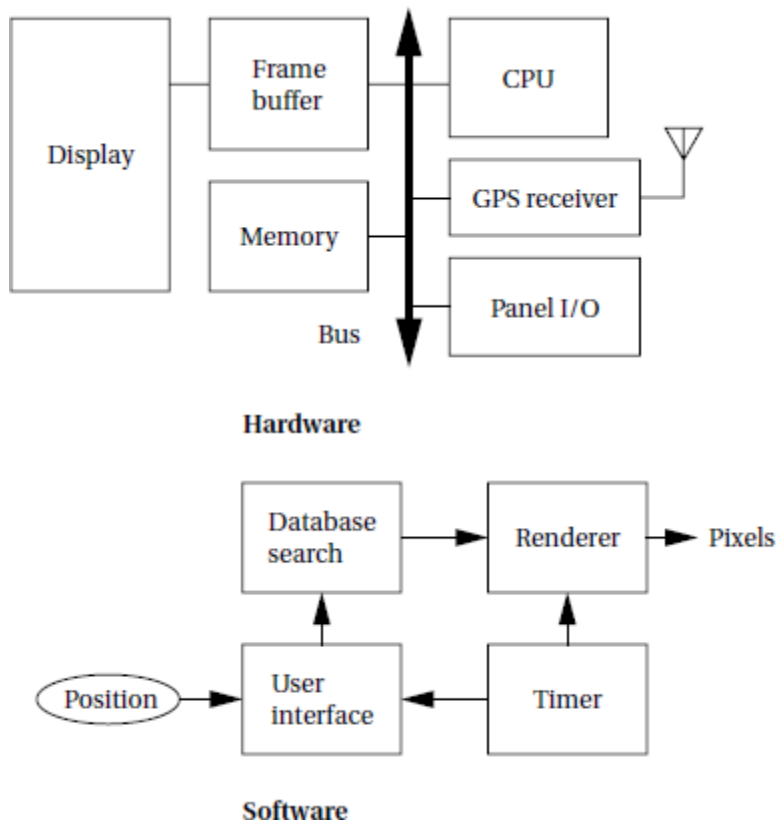 Display
Frame
buffer
CPU
Memory
GPS receiver
Panel I/O
Bus
Hardware
Database
search
Renderer
Pixels
Position
User
interface
Timer
Software